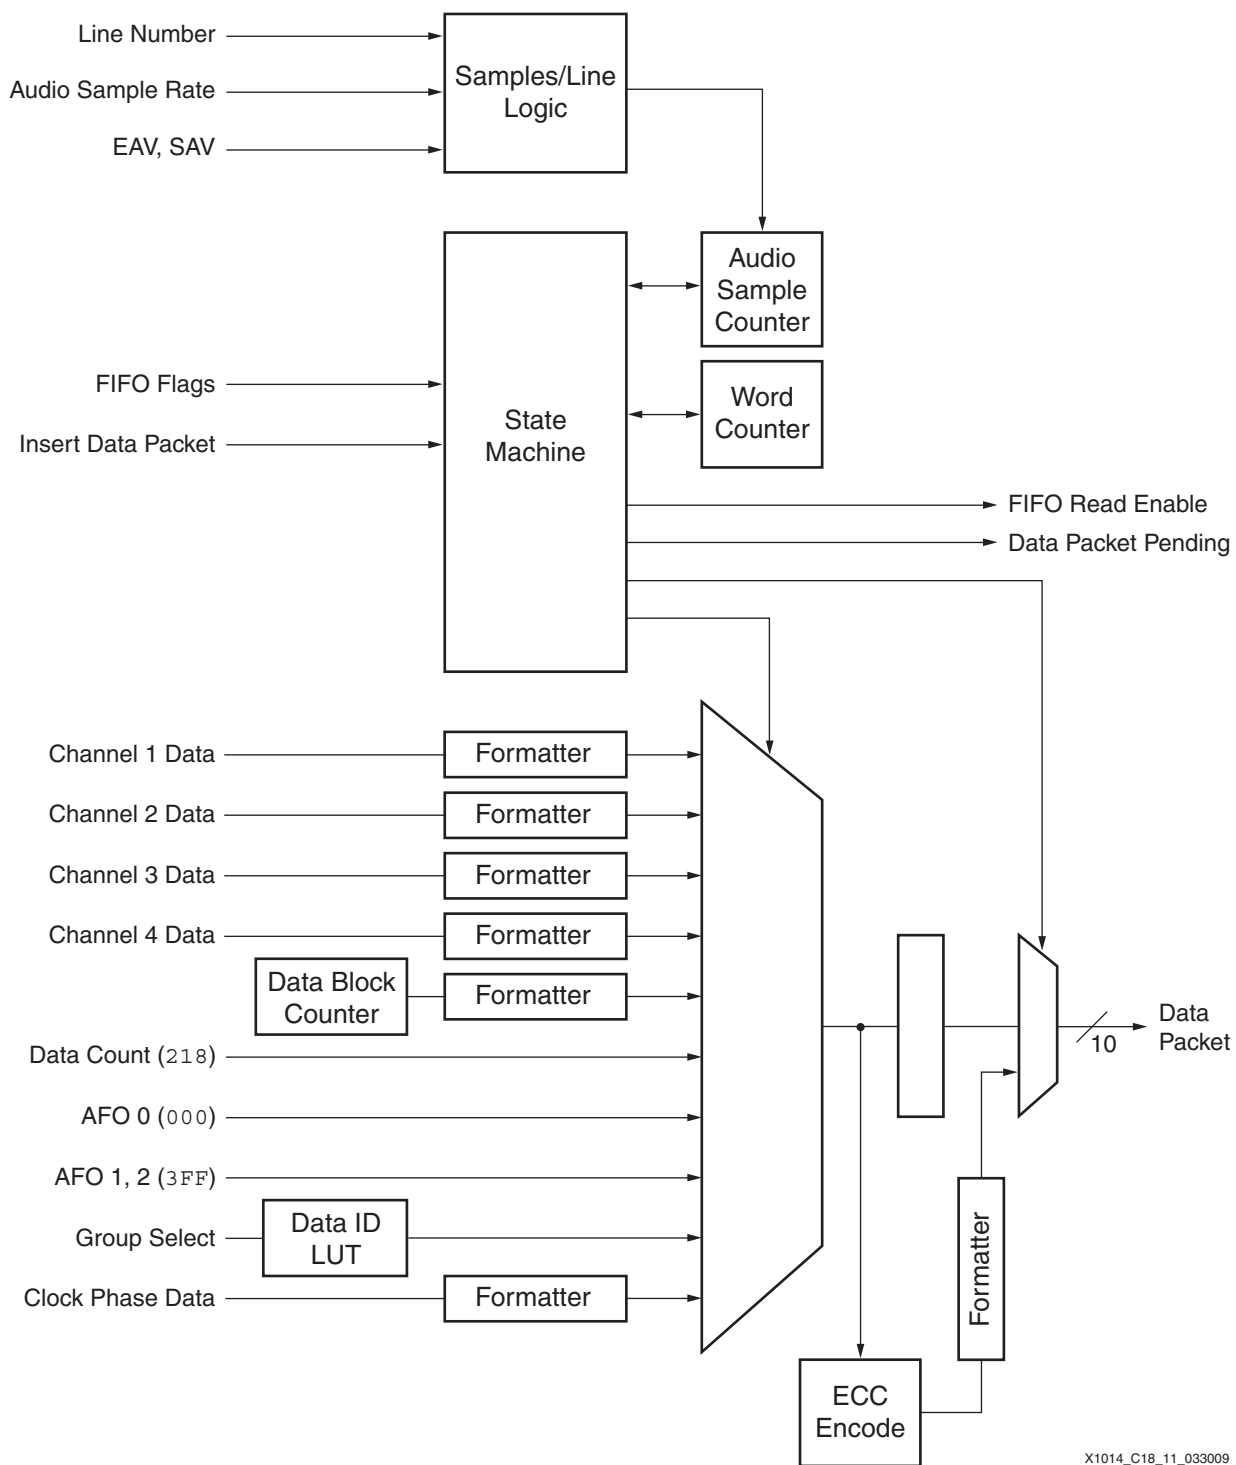 Line Number
Audio Sample Rate
EAV, SAV
Samples/Line
Logic
Audio
Sample
Counter
FIFO Flags
Insert Data Packet
State
Machine
Word
Counter
FIFO Read Enable
Data Packet Pending
Channel 1 Data
Formatter
Channel 2 Data
Formatter
Channel 3 Data
Formatter
Channel 4 Data
Formatter
Data Block
Counter
Formatter
Data Count (218)
AFO 0 (000)
AFO 1, 2 (3FF)
Group Select
Data ID
LUT
Clock Phase Data
Formatter
10
Data
Packet
Formatter
ECC
Encode
X1014_C18_11_033009